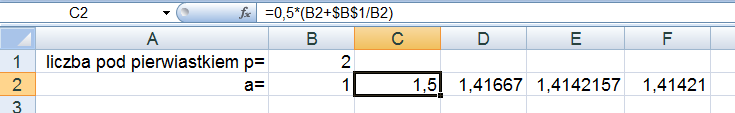 C2 fx =0,5*(B2+$B$1/B2)
A B C D E F
1 liczba pod pierwiastkiem p= 2
2 a= 1 1,5 1,41667 1,4142157 1,41421
3